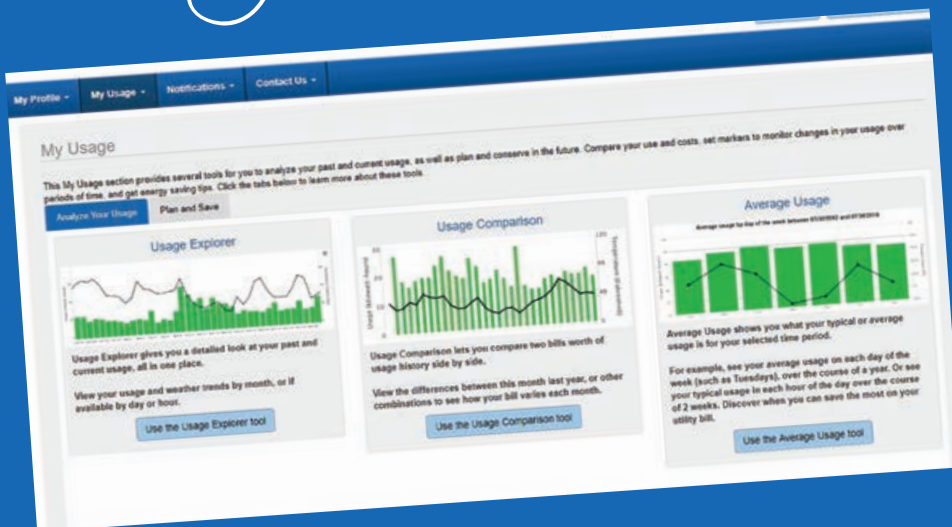 My Profile -
My Usage -
Notifications -
Contact Us -
My Usage
This My Usage section provides several tools for you to analyze your past and current usage, as well as plan and conserve in the future. Compare your use and costs, set markers to monitor changes in your usage over
periods of time, and get energy saving tips. Click the tabs below to learn more about these tools.
Analyze Your Usage
Plan and Save
Usage Explorer
Usage Explorer gives you a detailed look at your past and
current usage, all in one place.
View your usage and weather trends by month, or if
available by day or hour.
Use the Usage Explorer tool
Usage Comparison
Usage Comparison lets you compare two bills worth of
usage history side by side.
View the differences between this month last year, or other
combinations to see how your bill varies each month.
Use the Usage Comparison tool
Average Usage
Average usage by day of the week between
Average Usage shows you what your typical or average
usage is for your selected time period.
For example, see your average usage on each day of the
week (such as Tuesdays), over the course of a year. Or see
your typical usage in each hour of the day over the course
of 2 weeks. Discover when you can save the most on your
utility bill.
Use the Average Usage tool